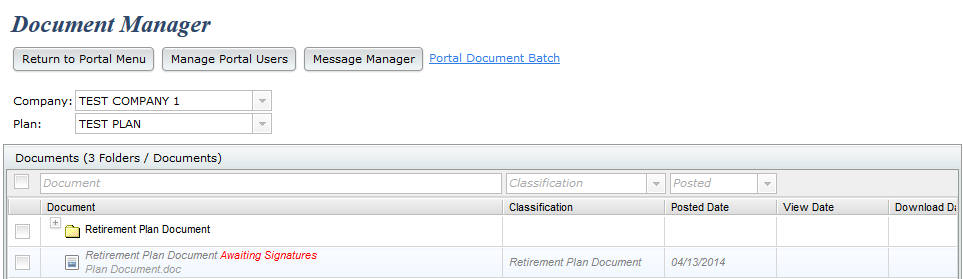 Document Manager
Return to Portal Menu Manage Portal Users Message Manager Portal Document Batch
Company: TEST COMPANY 1
Plan: TEST PLAN
Documents (3 Folders / Documents)
Document Classification Posted
Document Classification Posted Date View Date Download Da
Retirement Plan Document
Retirement Plan Document Awaiting Signatures
Plan Document.doc Retirement Plan Document 04/13/2014